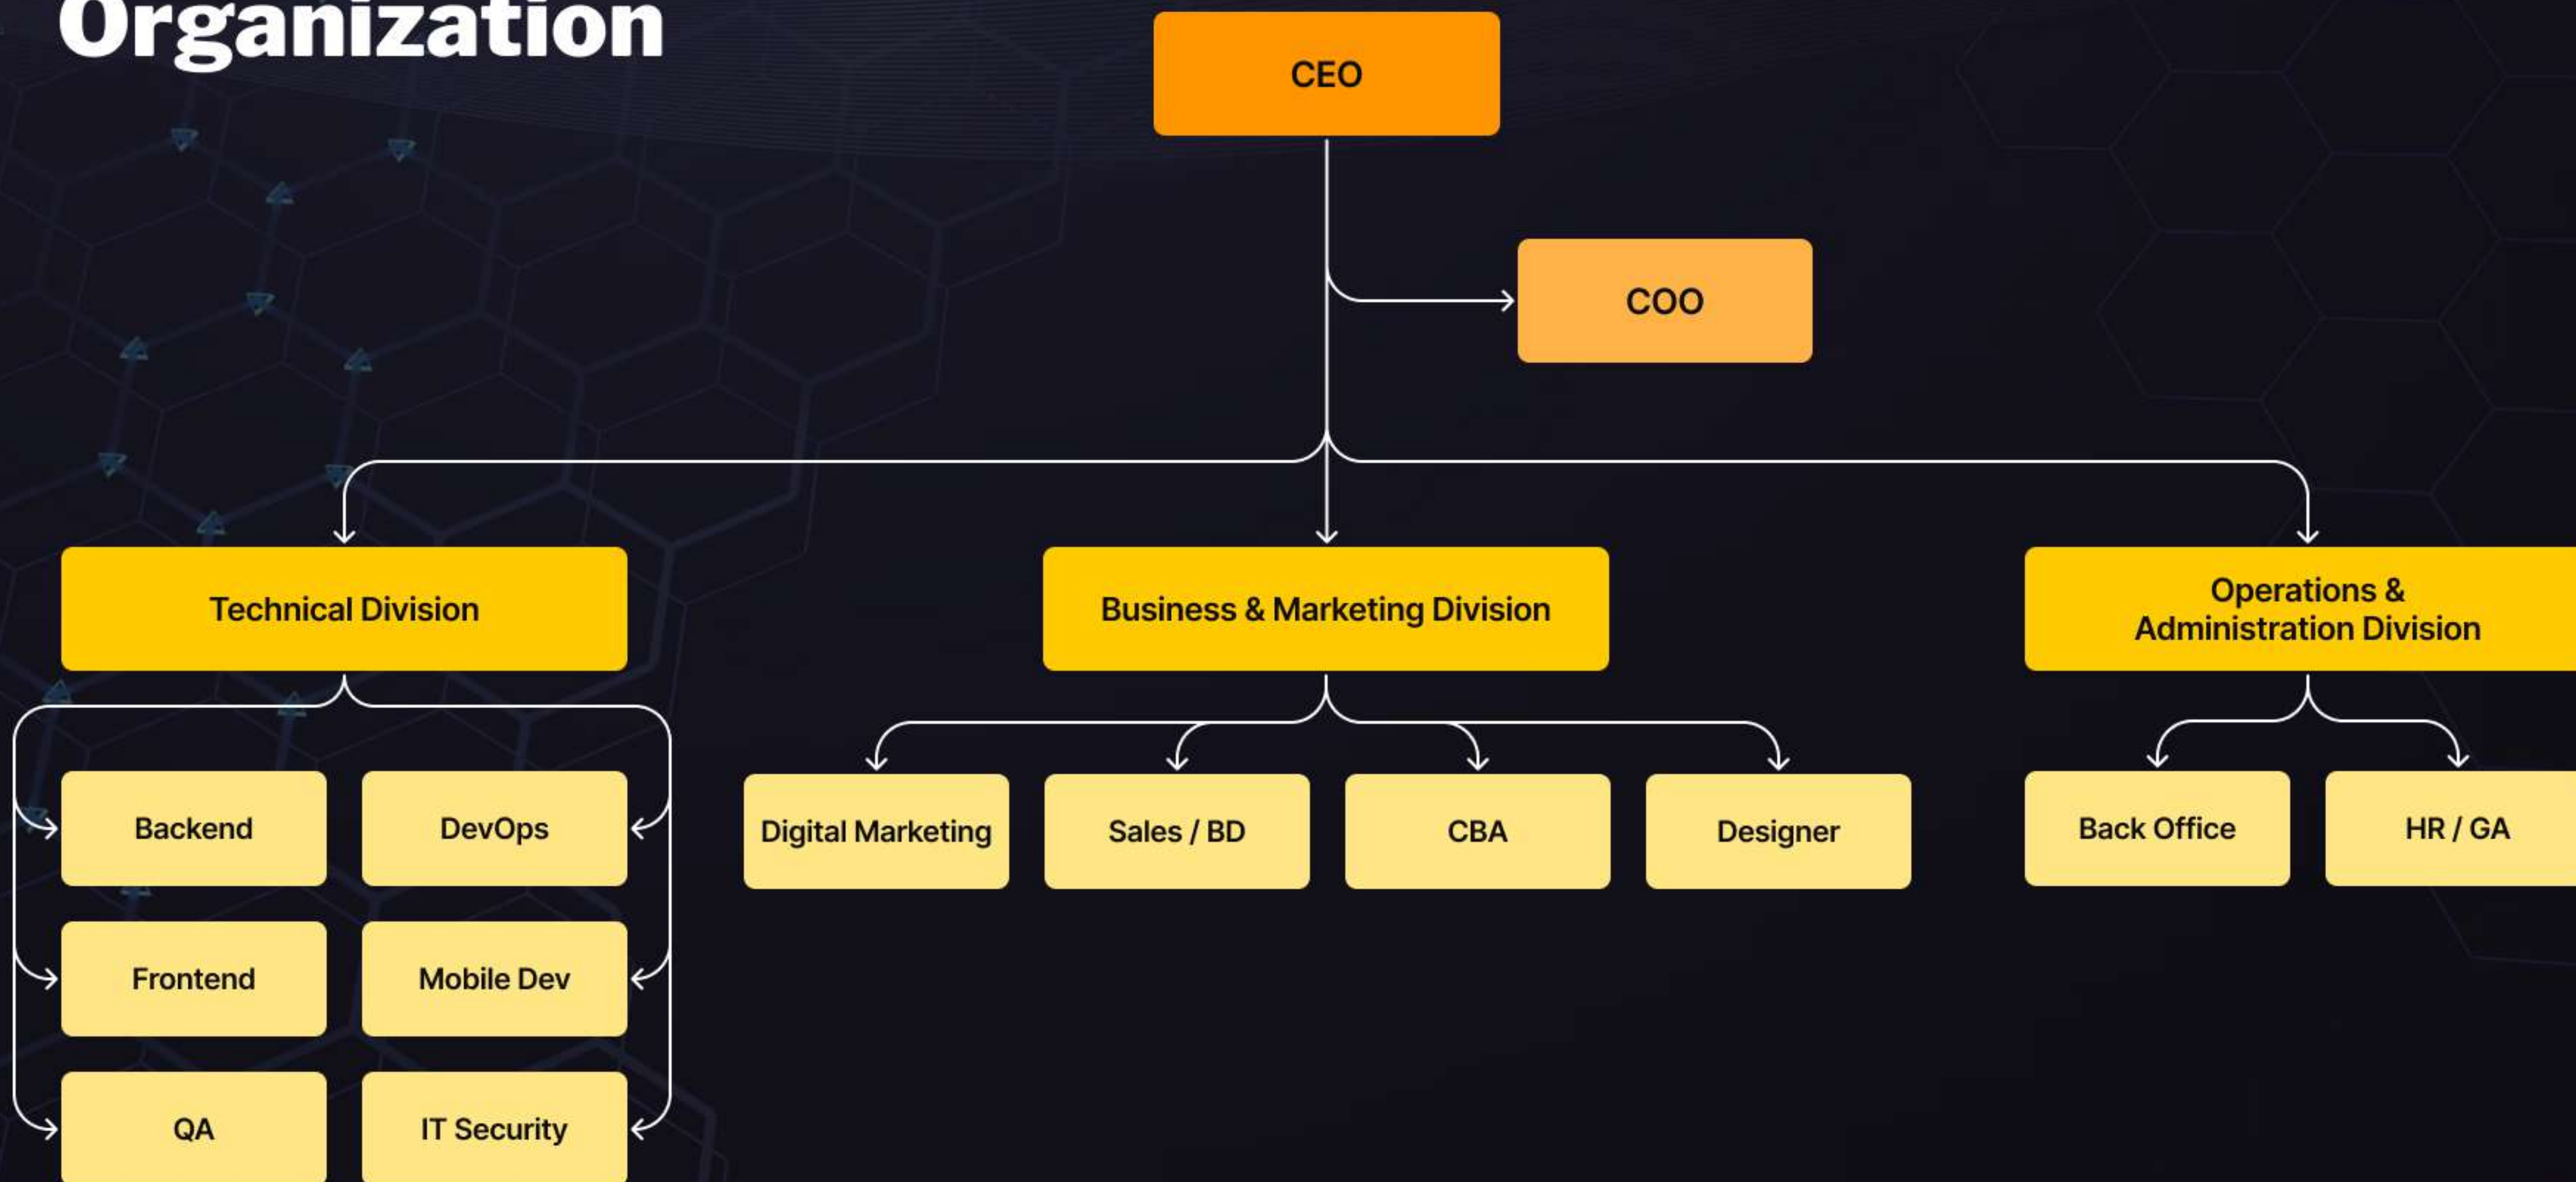 Organization
CEO
COO
Technical Division
Business & Marketing Division
Operations &
Administration Division
Backend
DevOps
Digital Marketing
Sales / BD
CBA
Designer
Back Office
HR / GA
Frontend
Mobile Dev
QA
IT Security